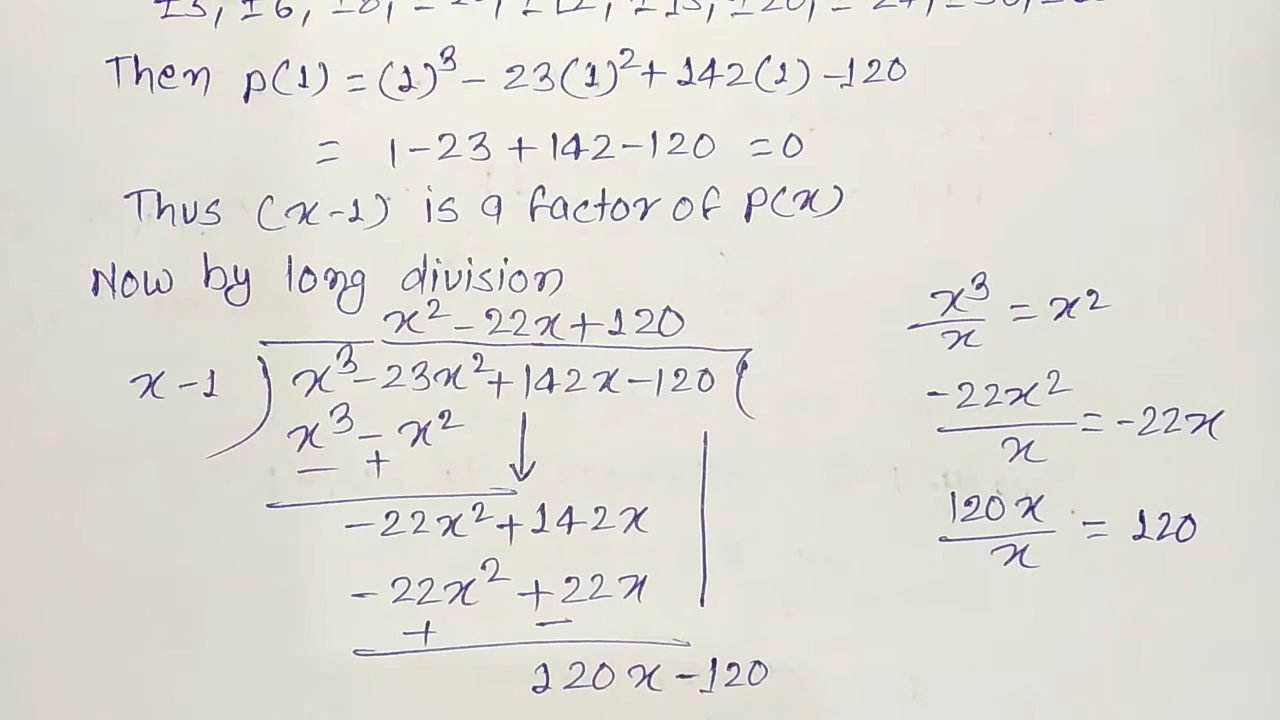 Then p(1) = (1)³ - 23(1)² + 142(1) - 120
= 1 - 23 + 142 - 120 = 0
Thus (x-1) is a factor of P(x)
Now by long division
x² - 22x + 120
x - 1 ) x³ - 23x² + 142x - 120 (
x³ - x²
- +
- 22x² + 142x
- 22x² + 22x
+ -
120x - 120
x³/x = x²
-22x²/x = -22x
120x/x = 120